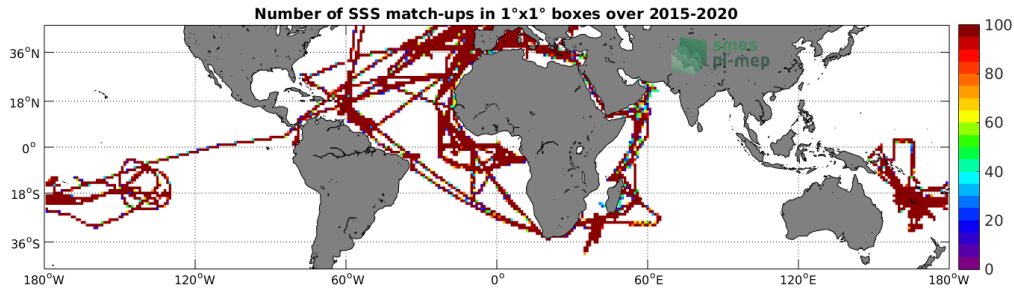 Number of SSS match-ups in 1°x1° boxes over 2015-2020
36°N
18°N
0°
18°S
36°S
180°W
120°W
60°W
0°
60°E
120°E
180°W
smos
pi-mep
100
80
60
40
20
0